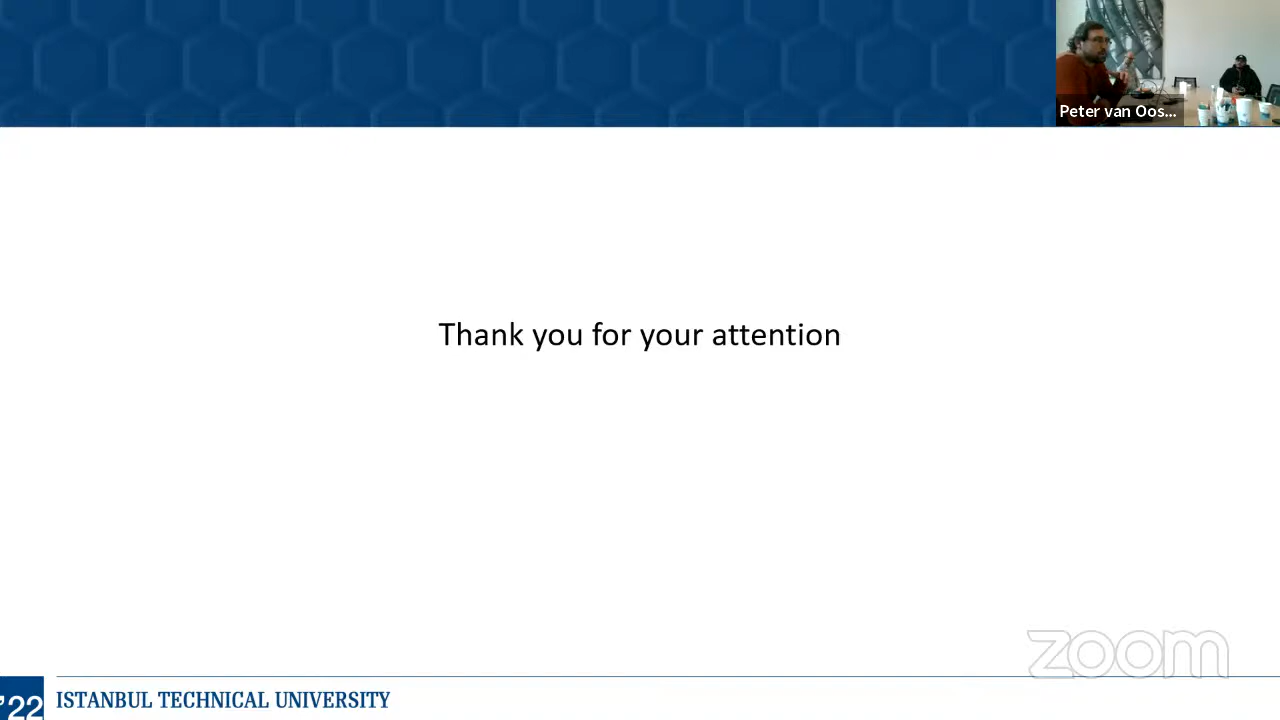 Peter van Oos...
Thank you for your attention
zoom
'22
ISTANBUL TECHNICAL UNIVERSITY